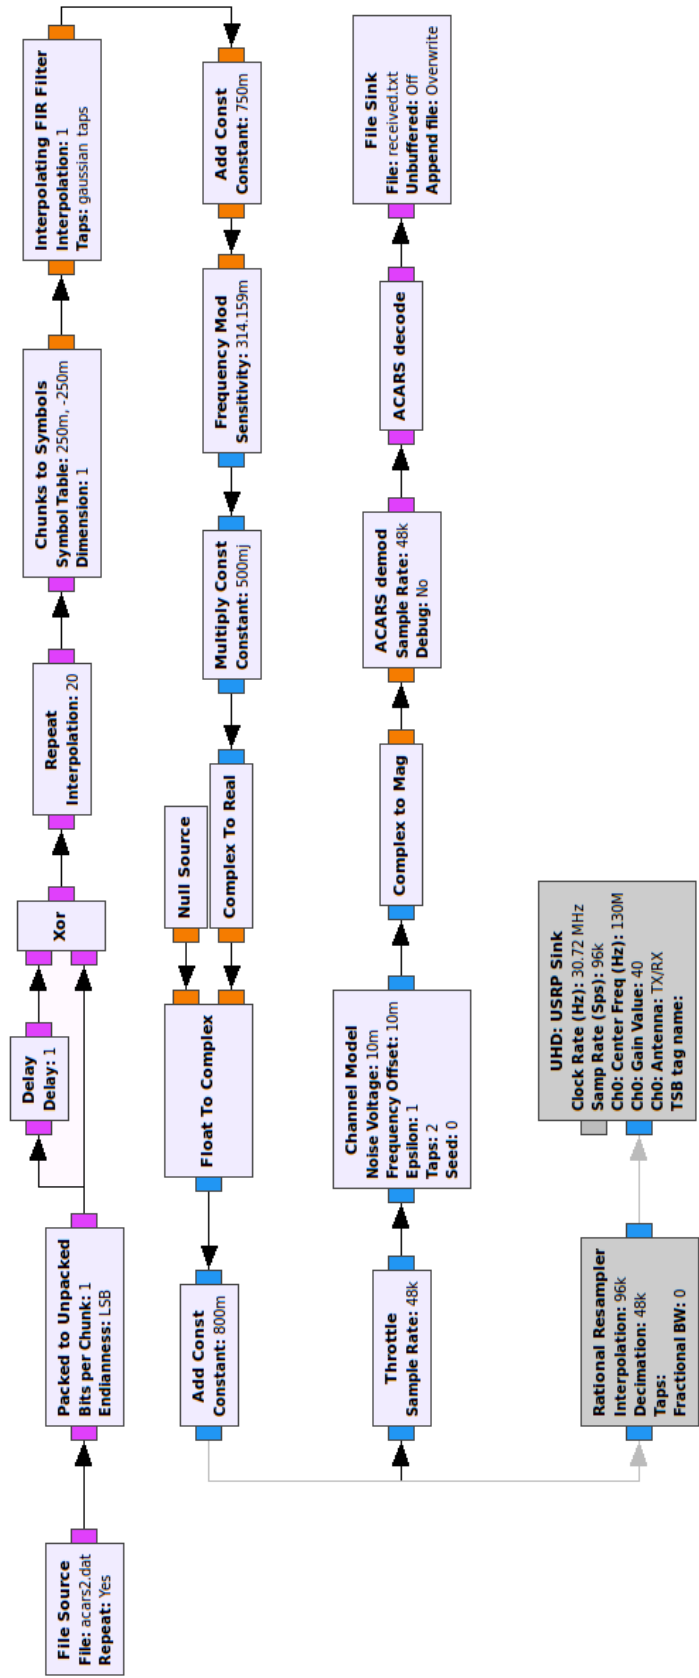 File Source
File: acars2.dat
Repeat: Yes
Packed to Unpacked
Bits per Chunk: 1
Endianness: LSB
Delay
Delay: 1
Xor
Repeat
Interpolation: 20
Chunks to Symbols
Symbol Table: 250m, -250m
Dimension: 1
Interpolating FIR Filter
Interpolation: 1
Taps: gaussian taps
Add Const
Constant: 750m
Frequency Mod
Sensitivity: 314.159m
Multiply Const
Constant: 500mj
Null Source
Complex To Real
Float To Complex
Add Const
Constant: 800m
Throttle
Sample Rate: 48k
Channel Model
Noise Voltage: 10m
Frequency Offset: 10m
Epsilon: 1
Taps: 2
Seed: 0
Complex to Mag
ACARS demod
Sample Rate: 48k
Debug: No
ACARS decode
File Sink
File: received.txt
Unbuffered: Off
Append file: Overwrite
Rational Resampler
Interpolation: 96k
Decimation: 48k
Taps:
Fractional BW: 0
UHD: USRP Sink
Clock Rate (Hz): 30.72 MHz
Samp Rate (Sps): 96k
Ch0: Center Freq (Hz): 130M
Ch0: Gain Value: 40
Ch0: Antenna: TX/RX
TSB tag name: